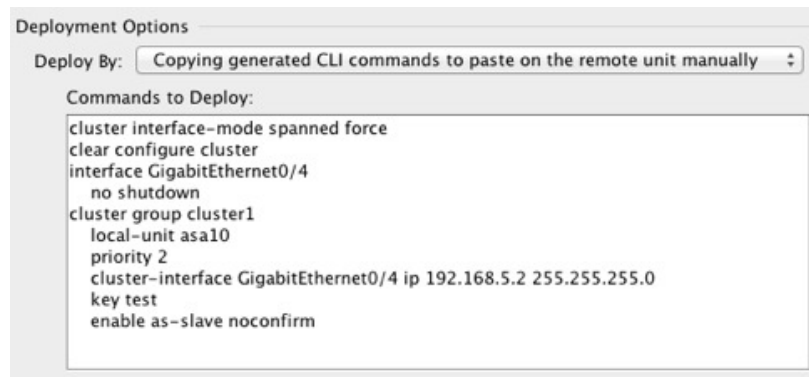 Deployment Options
Deploy By: Copying generated CLI commands to paste on the remote unit manually
Commands to Deploy:
cluster interface-mode spanned force
clear configure cluster
interface GigabitEthernet0/4
no shutdown
cluster group cluster1
local-unit asa10
priority 2
cluster-interface GigabitEthernet0/4 ip 192.168.5.2 255.255.255.0
key test
enable as-slave noconfirm